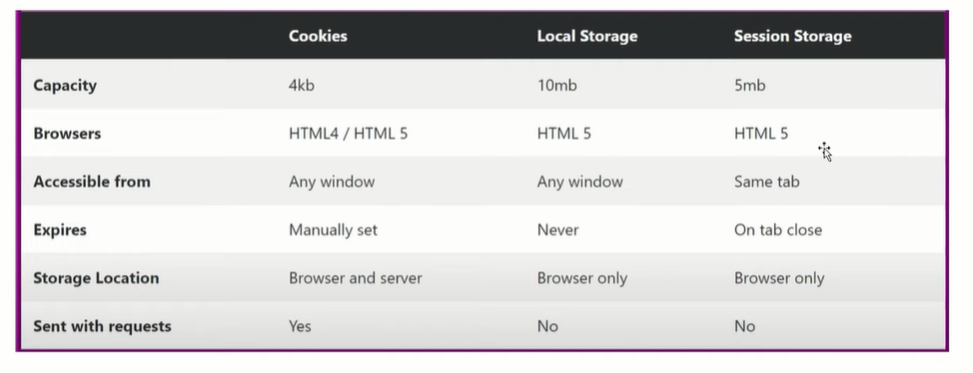 Cookies Local Storage Session Storage
Capacity 4kb 10mb 5mb
Browsers HTML4 / HTML 5 HTML 5 HTML 5
Accessible from Any window Any window Same tab
Expires Manually set Never On tab close
Storage Location Browser and server Browser only Browser only
Sent with requests Yes No No